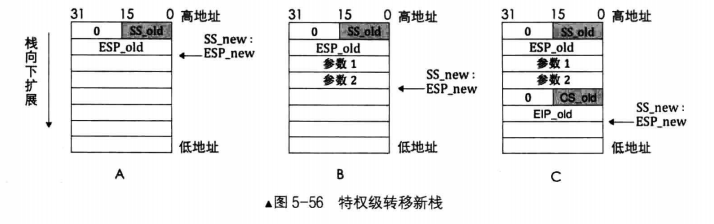 31 15 0 高地址
0 SS_old
ESP_old
SS_new :
ESP_new
栈向下扩展
低地址
A
31 15 0 高地址
0 SS_old
ESP_old
参数 1
参数 2
SS_new :
ESP_new
低地址
B
31 15 0 高地址
0 SS_old
ESP_old
参数 1
参数 2
0 CS_old
EIP_old
SS_new :
ESP_new
低地址
C
▲图 5-56 特权级转移新栈